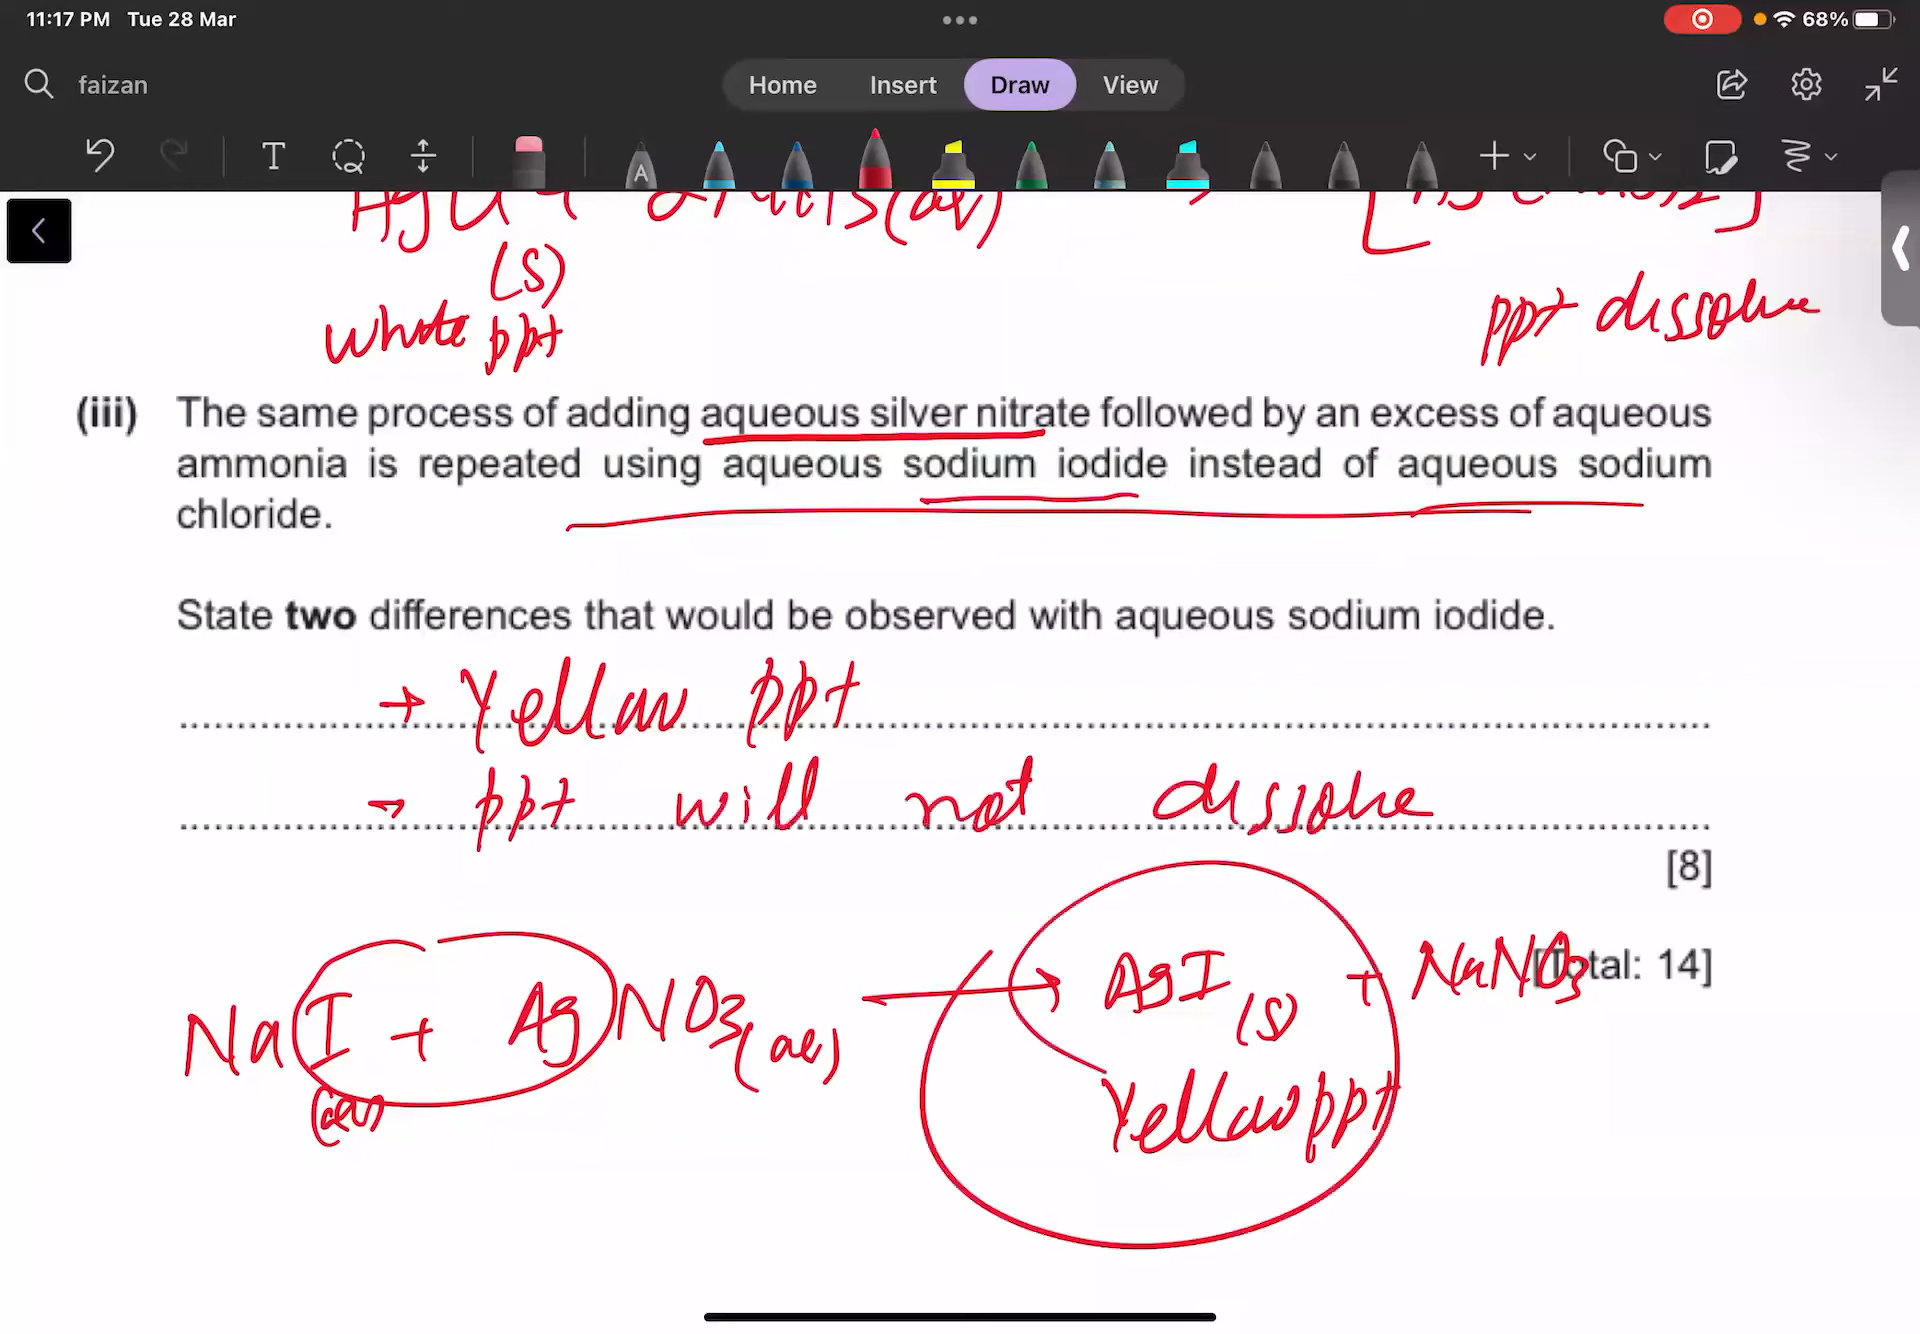 11:17 PM Tue 28 Mar
68%
faizan
Home Insert Draw View
T
A
(s)
white ppt
ppt dissolve
(iii) The same process of adding aqueous silver nitrate followed by an excess of aqueous
ammonia is repeated using aqueous sodium iodide instead of aqueous sodium
chloride.
State two differences that would be observed with aqueous sodium iodide.
→ Yellow ppt
→ ppt will not dissolve
[8]
[Total: 14]
NaI + AgNO3(aq) → AgI(s) + NaNO3
(aq)
Yellow ppt